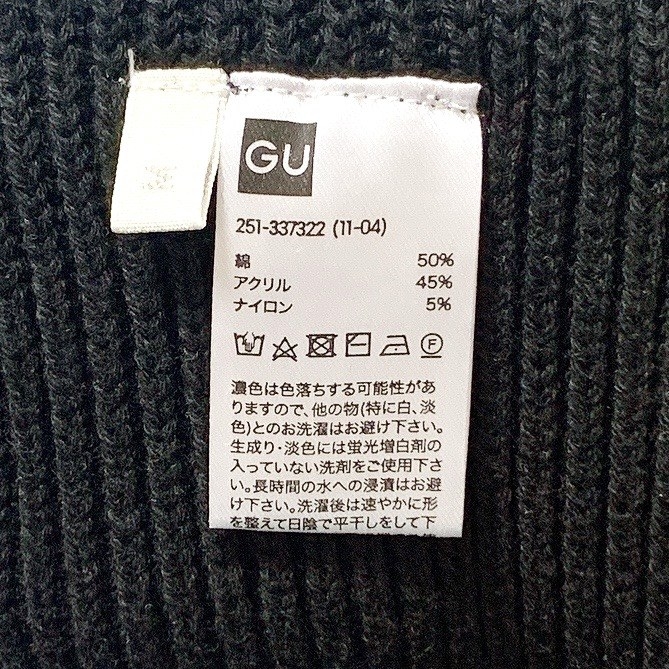 GU
251-337322 (11-04)
綿 50%
アクリル 45%
ナイロン 5%
F
濃色は色落ちする可能性があ
りますので、他の物(特に白、淡
色)とのお洗濯はお避け下さい。
生成り・淡色には蛍光増白剤の
入っていない洗剤をご使用下さ
い。長時間の水への浸漬はお避
け下さい。洗濯後は速やかに形
を整えて日陰で平干しをして下